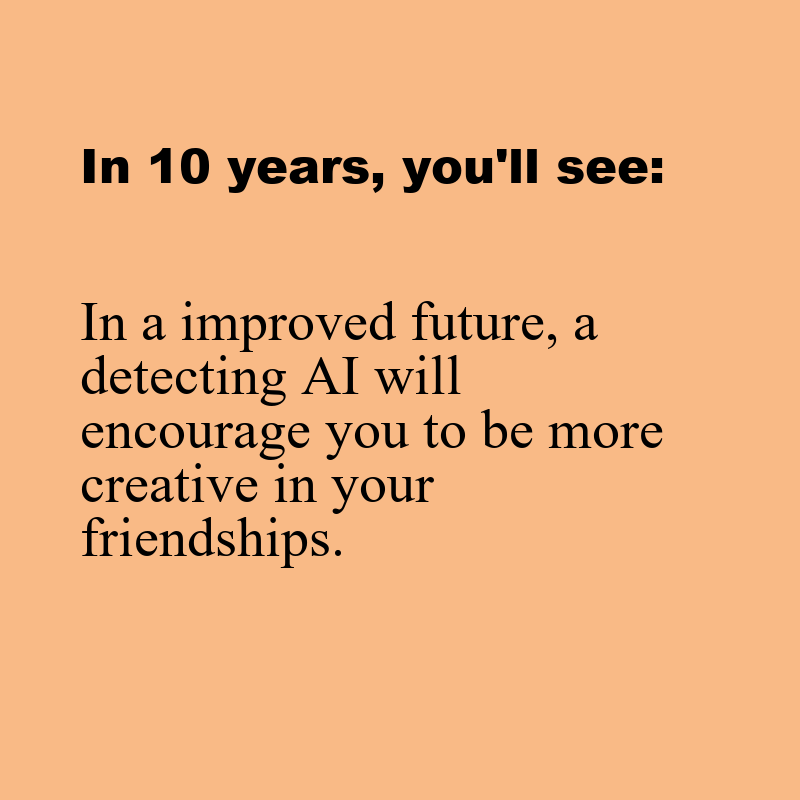 In 10 years, you'll see:
In a improved future, a
detecting AI will
encourage you to be more
creative in your
friendships.